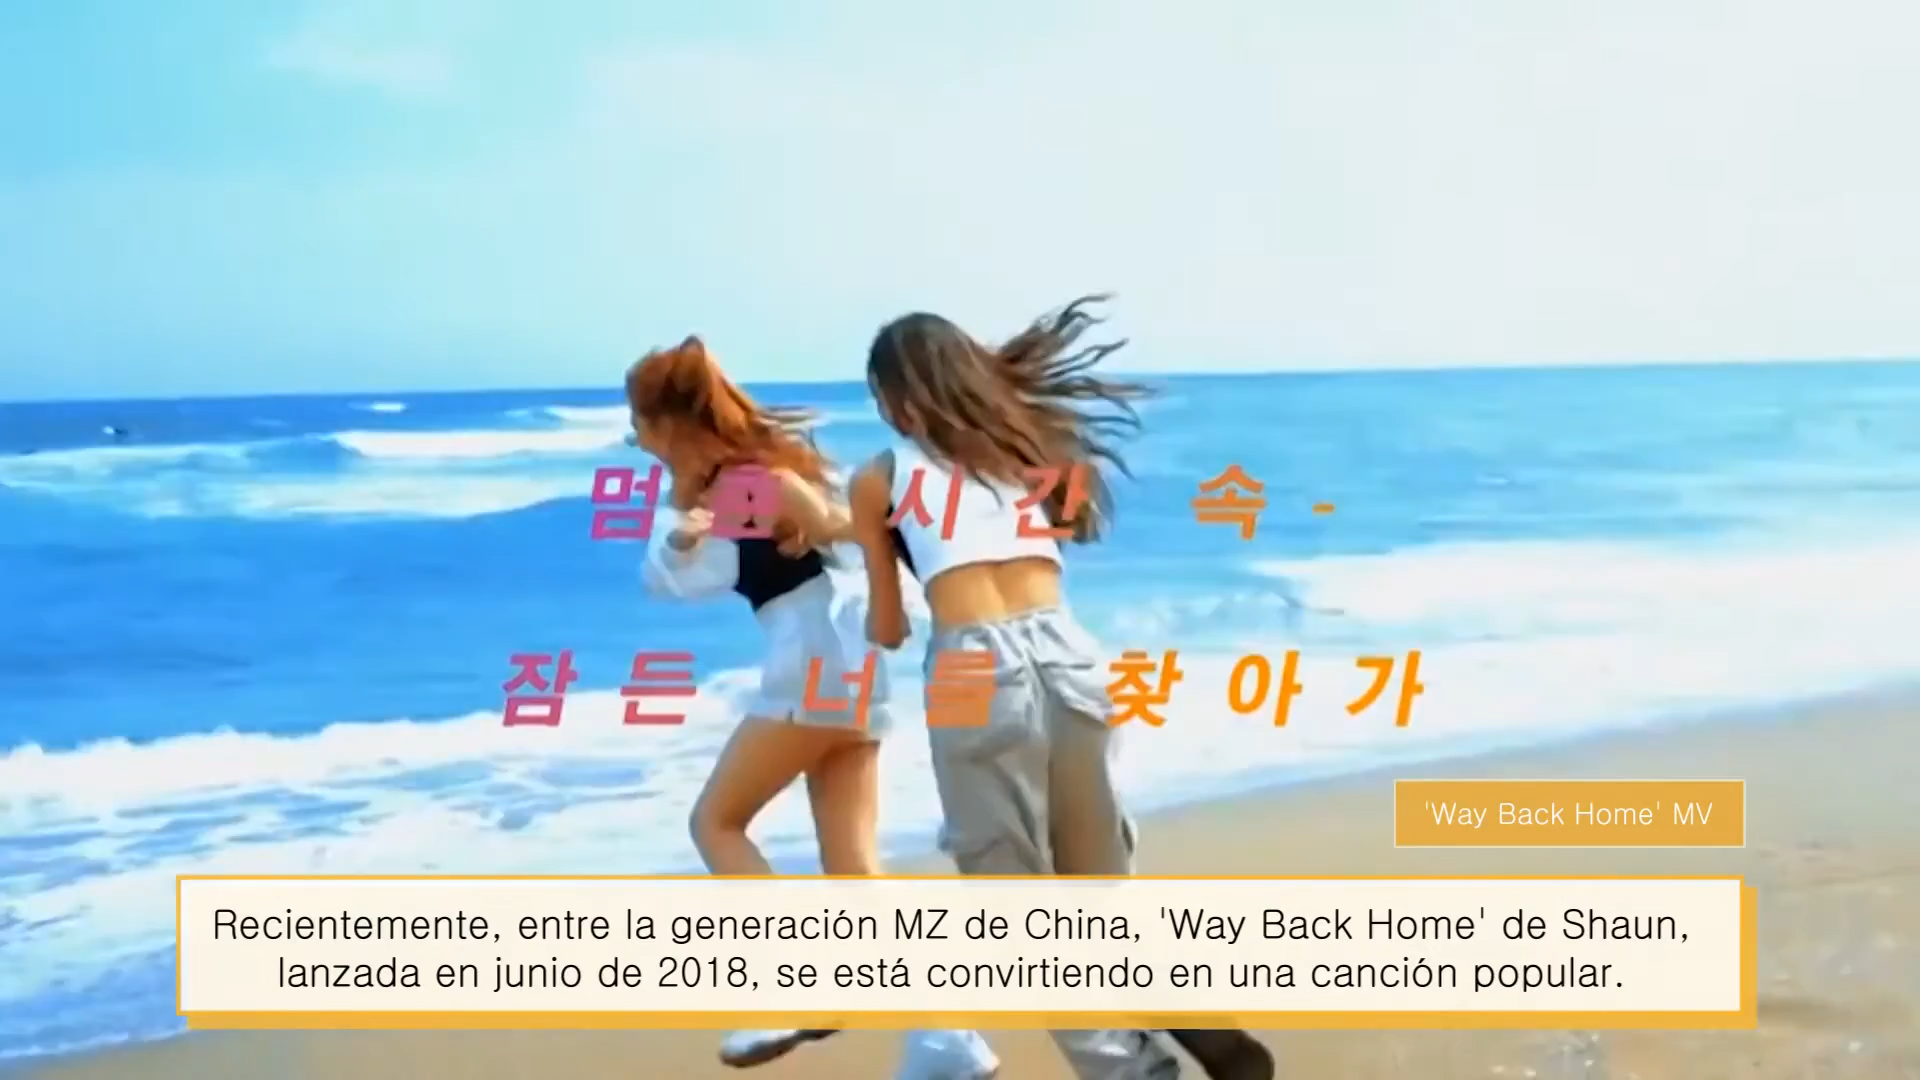 멈춘 시간 속 -
잠든 너를 찾아가
'Way Back Home' MV
Recientemente, entre la generación MZ de China, 'Way Back Home' de Shaun,
lanzada en junio de 2018, se está convirtiendo en una canción popular.